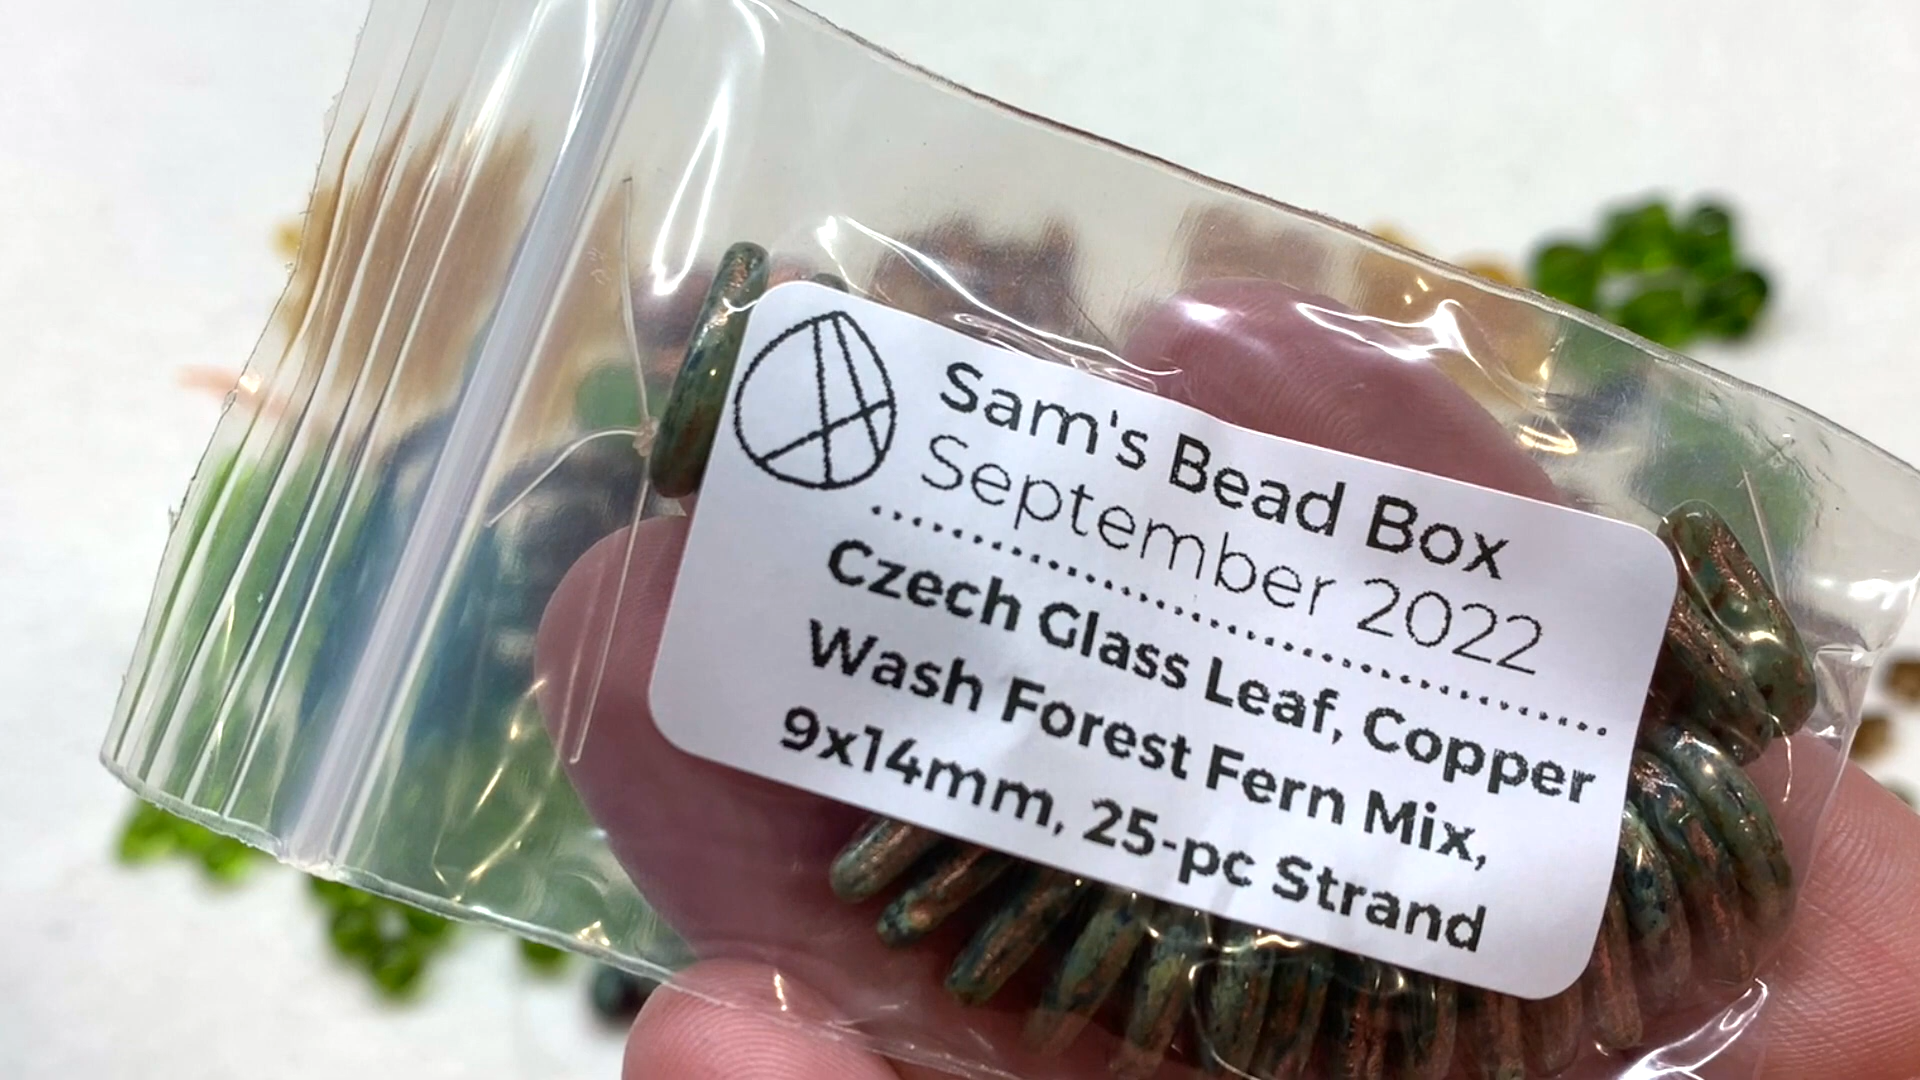 Sam's Bead Box
September 2022
Czech Glass Leaf, Copper
Wash Forest Fern Mix,
9x14mm, 25-pc Strand